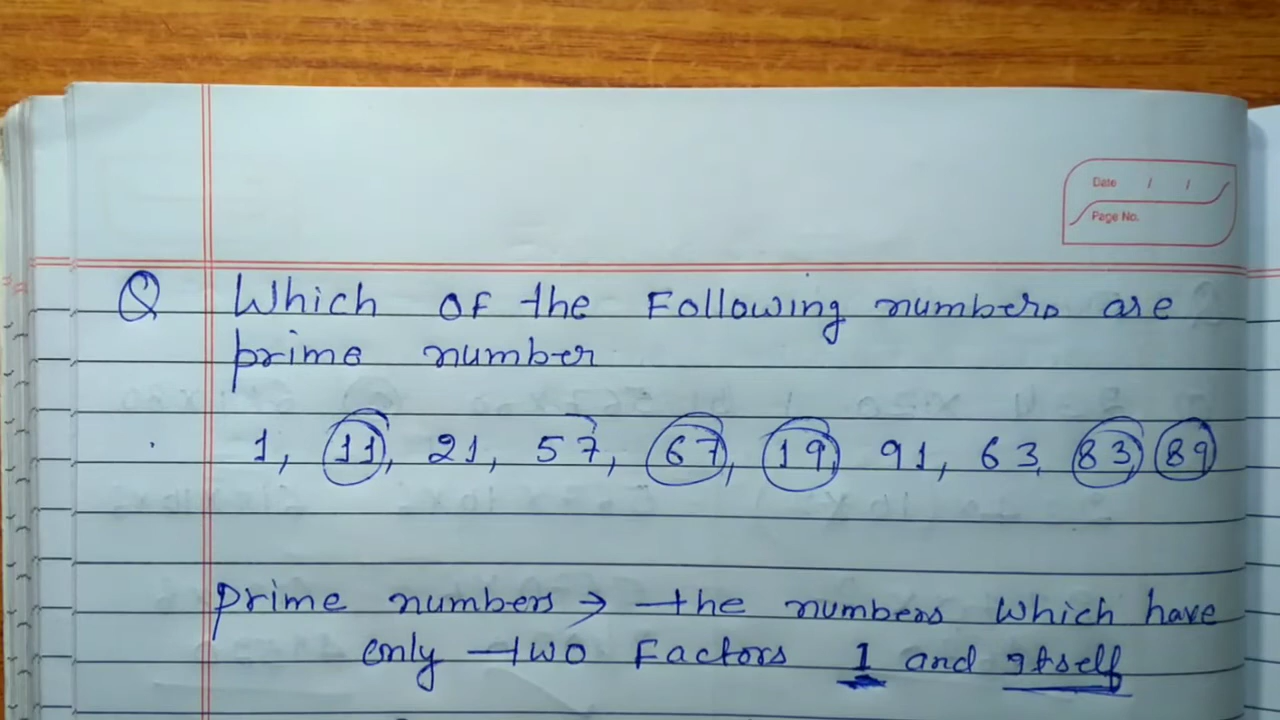 Date / /
Page No.
Q Which of the Following numbers are
prime number
1, 11, 21, 57, 67, 19, 91, 63, 83, 89
prime numbers → the numbers which have
only two Factors 1 and itself